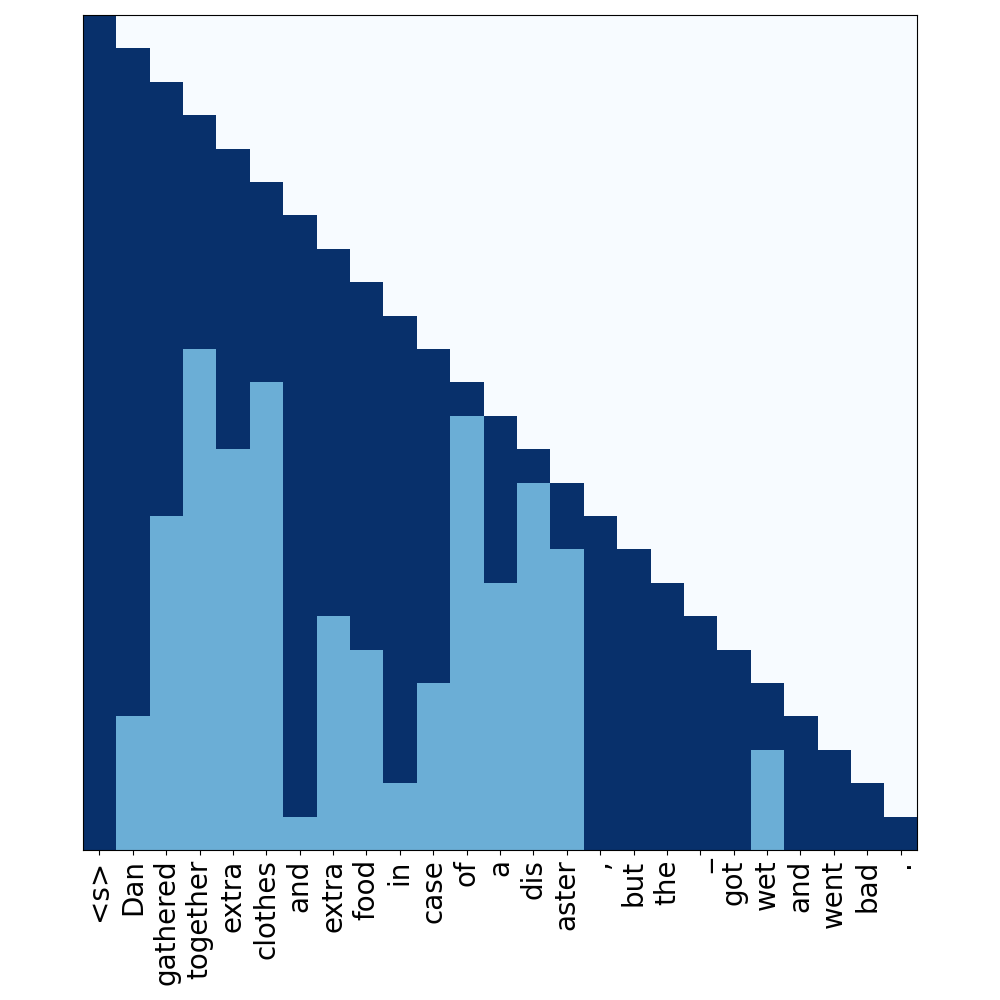 <s> Dan gathered together extra clothes and extra food in case of a dis aster , but the _ got wet and went bad .